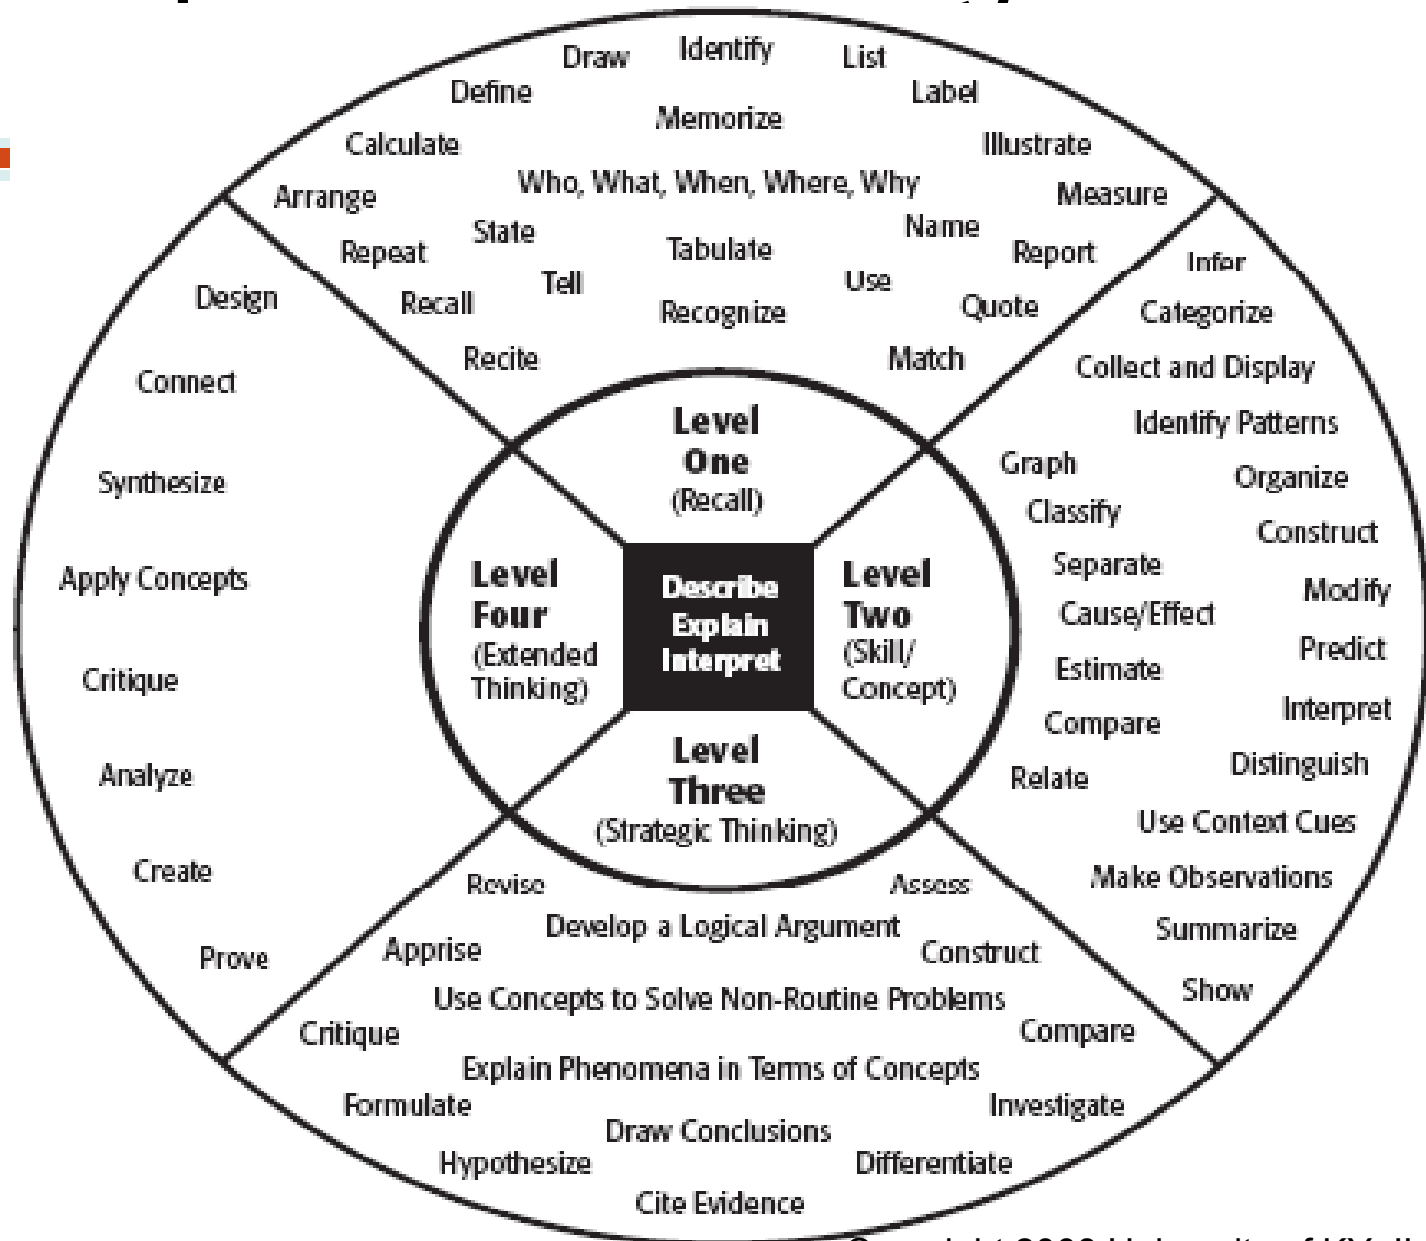 Draw Identify List
Define Label
Memorize
Calculate Illustrate
Who, What, When, Where, Why
Arrange Measure
State Name
Repeat Tabulate Report
Tell Use
Recall Recognize Quote
Recite Match
Infer
Categorize
Collect and Display
Identify Patterns
Graph Organize
Classify Construct
Separate Modify
Cause/Effect
Estimate Predict
Compare Interpret
Relate Distinguish
Use Context Cues
Make Observations
Summarize
Show
Revise Assess
Develop a Logical Argument
Apprise Construct
Use Concepts to Solve Non-Routine Problems
Critique Compare
Explain Phenomena in Terms of Concepts
Formulate Investigate
Draw Conclusions
Hypothesize Differentiate
Cite Evidence
Design
Connect
Synthesize
Apply Concepts
Critique
Analyze
Create
Prove
Level
One
(Recall)
Level
Two
(Skill/
Concept)
Level
Three
(Strategic Thinking)
Level
Four
(Extended
Thinking)
Describe
Explain
Interpret